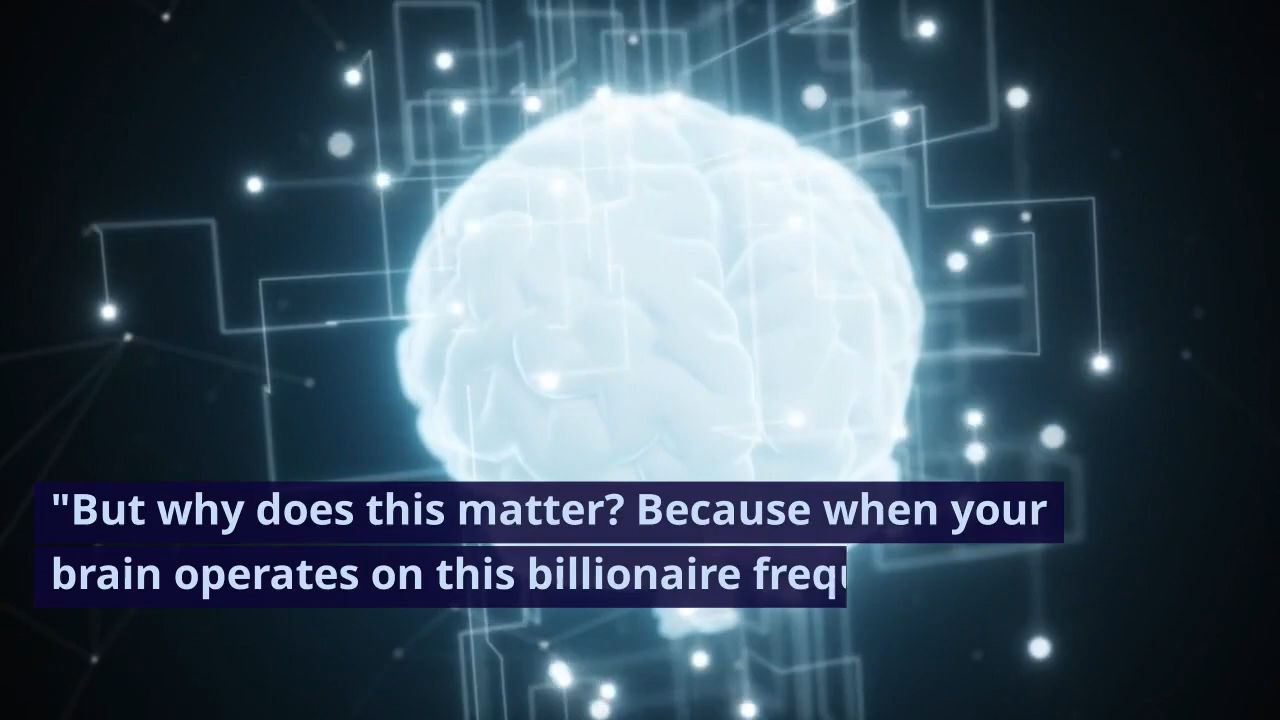 "But why does this matter? Because when your
brain operates on this billionaire frequ